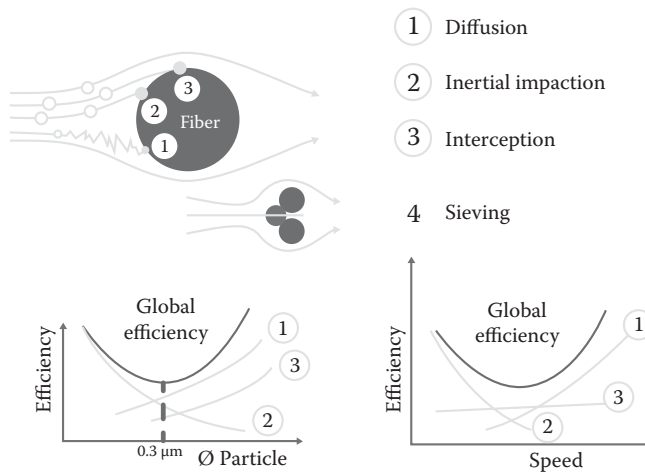 1 Diffusion
2 Inertial impaction
3 Interception
4 Sieving
3
2
Fiber
1
Global
efficiency
1
3
2
Efficiency
0.3 μm
Ø Particle
Global
efficiency
1
3
2
Efficiency
Speed